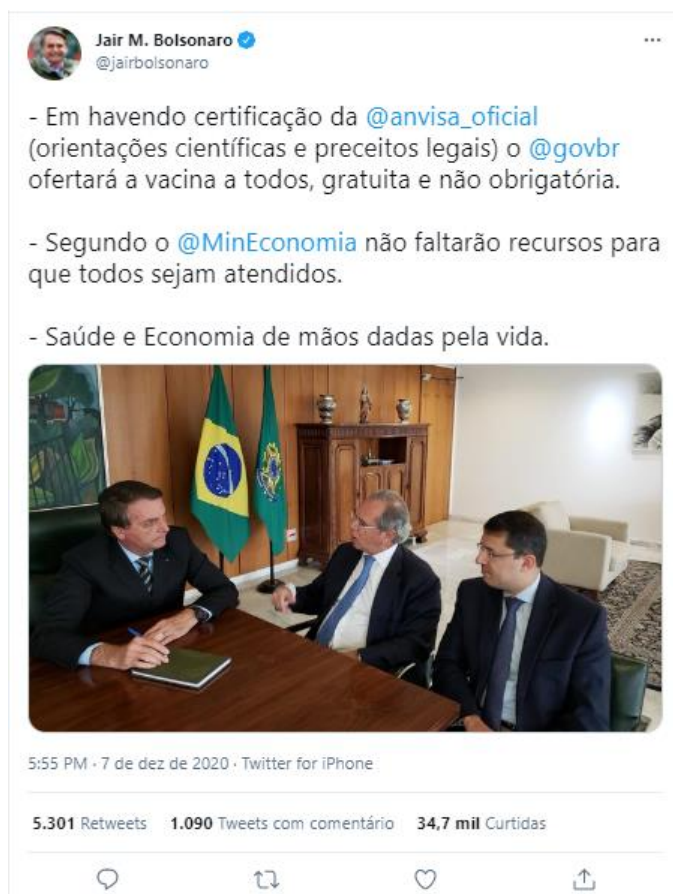 Jair M. Bolsonaro
@jairbolsonaro
- Em havendo certificação da @anvisa_oficial
(orientações científicas e preceitos legais) o @govbr
ofertará a vacina a todos, gratuita e não obrigatória.
- Segundo o @MinEconomia não faltarão recursos para
que todos sejam atendidos.
- Saúde e Economia de mãos dadas pela vida.
5:55 PM · 7 de dez de 2020 · Twitter for iPhone
5.301 Retweets 1.090 Tweets com comentário 34,7 mil Curtidas